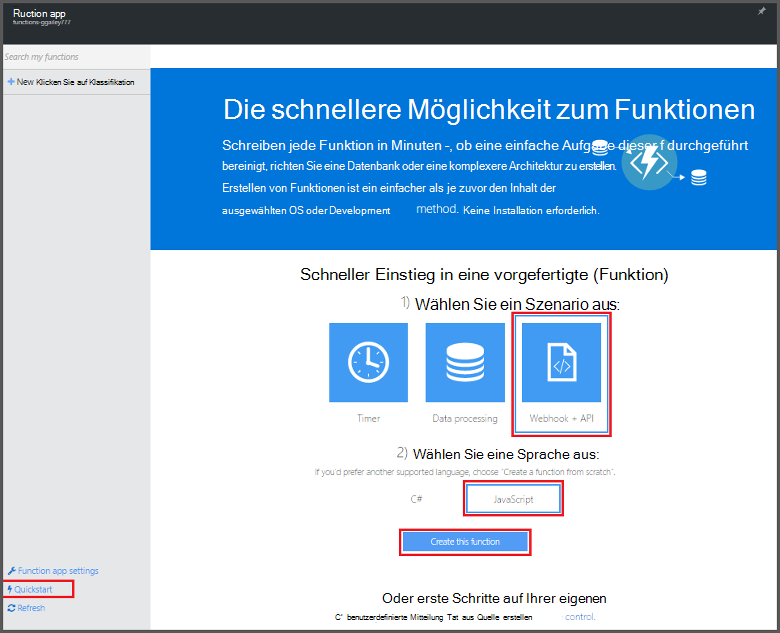 Ruction app
functions-ggailey777
Search my functions
+ New Klicken Sie auf Klassifikation
Die schnellere Möglichkeit zum Funktionen
Schreiben jede Funktion in Minuten -, ob eine einfache Aufgabe dieser f durchgeführt
bereinigt, richten Sie eine Datenbank oder eine komplexere Architektur zu erstellen.
Erstellen von Funktionen ist ein einfacher als je zuvor den Inhalt der
ausgewählten OS oder Development method. Keine Installation erforderlich.
Schneller Einstieg in eine vorgefertigte (Funktion)
1) Wählen Sie ein Szenario aus:
Timer Data processing Webhook + API
2) Wählen Sie eine Sprache aus:
If you'd prefer another supported language, choose "Create a function from scratch".
C# JavaScript
Create this function
Function app settings
Quickstart
Refresh
Oder erste Schritte auf Ihrer eigenen
C' benutzerdefinierte Mitteilung Tat aus Quelle erstellen control.